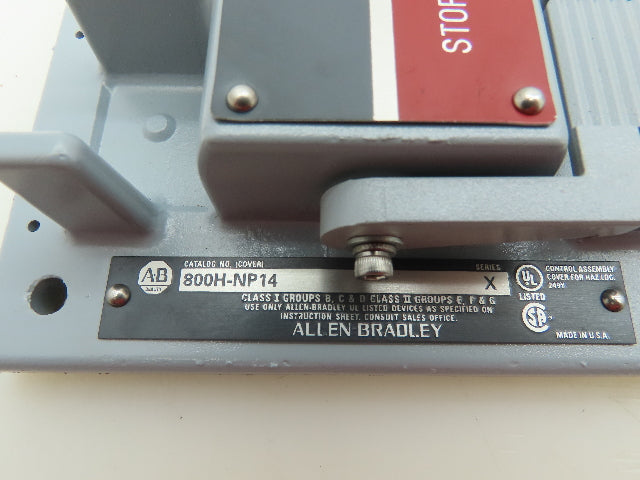 STOP
A-B
QUALITY
CATALOG NO. (COVER)
SERIES
800H-NP14
X
CLASS I GROUPS B, C & D CLASS II GROUPS E, F & G
USE ONLY ALLEN-BRADLEY UL LISTED DEVICES AS SPECIFIED ON
INSTRUCTION SHEET. CONSULT SALES OFFICE.
ALLEN-BRADLEY
UL
LISTED
CONTROL ASSEMBLY
COVER FOR HAZ LOC.
SA
MADE IN U.S.A.